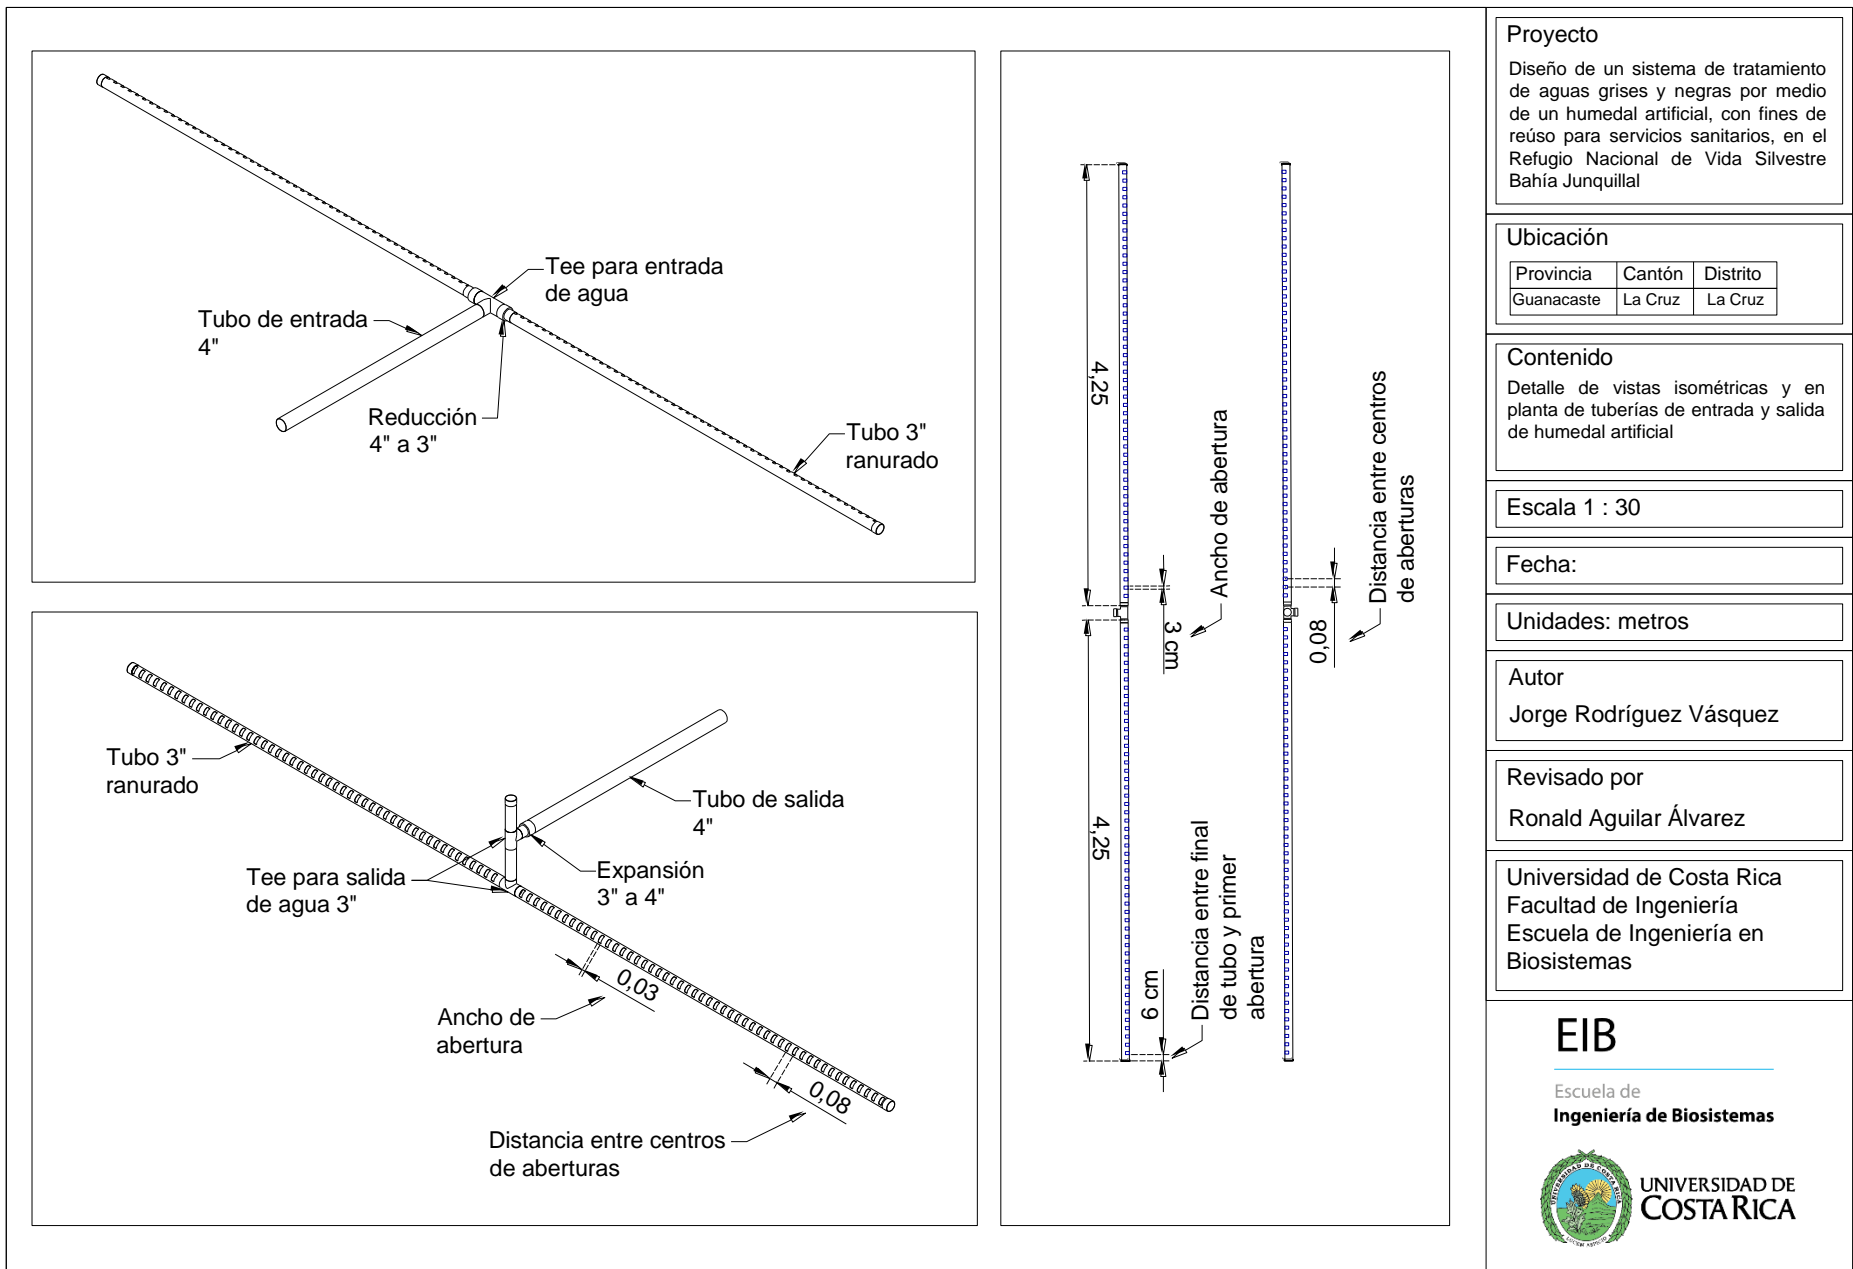 Tee para entrada
de agua
Tubo de entrada
4"
Reducción
4" a 3"
Tubo 3"
ranurado
Tubo 3"
ranurado
Tubo de salida
4"
Expansión
3" a 4"
Tee para salida
de agua 3"
0,03
Ancho de
abertura
0,08
Distancia entre centros
de aberturas
4,25
4,25
3 cm
Ancho de abertura
0,08
Distancia entre centros
de aberturas
6 cm
Distancia entre final
de tubo y primer
abertura
Proyecto
Diseño de un sistema de tratamiento
de aguas grises y negras por medio
de un humedal artificial, con fines de
reúso para servicios sanitarios, en el
Refugio Nacional de Vida Silvestre
Bahía Junquillal
Ubicación
Provincia Cantón Distrito
Guanacaste La Cruz La Cruz
Contenido
Detalle de vistas isométricas y en
planta de tuberías de entrada y salida
de humedal artificial
Escala 1 : 30
Fecha:
Unidades: metros
Autor
Jorge Rodríguez Vásquez
Revisado por
Ronald Aguilar Álvarez
Universidad de Costa Rica
Facultad de Ingeniería
Escuela de Ingeniería en
Biosistemas
EIB
Escuela de
Ingeniería de Biosistemas
UNIVERSIDAD DE COSTA RICA
UNIVERSIDAD DE
COSTA RICA